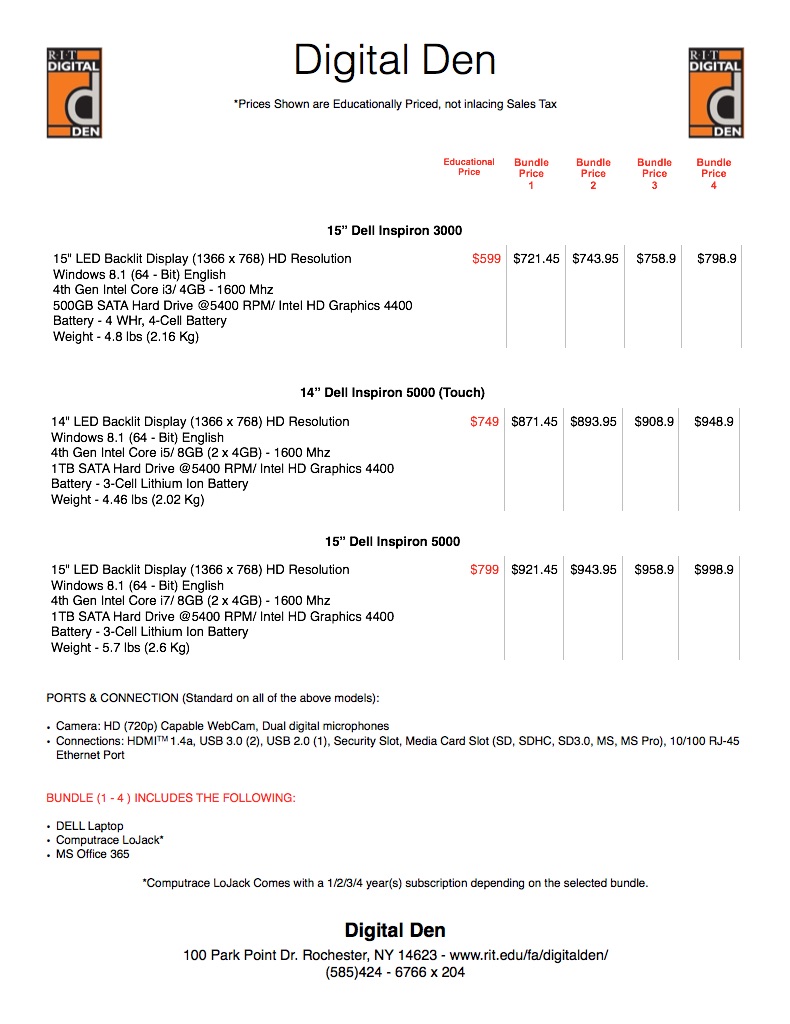 R·I·T
DIGITAL
d
DEN
Digital Den
R·I·T
DIGITAL
d
DEN
*Prices Shown are Educationally Priced, not inlacing Sales Tax
Educational Price
Bundle Price 1
Bundle Price 2
Bundle Price 3
Bundle Price 4
15” Dell Inspiron 3000
15" LED Backlit Display (1366 x 768) HD Resolution $599 $721.45 $743.95 $758.9 $798.9
Windows 8.1 (64 - Bit) English
4th Gen Intel Core i3/ 4GB - 1600 Mhz
500GB SATA Hard Drive @5400 RPM/ Intel HD Graphics 4400
Battery - 4 WHr, 4-Cell Battery
Weight - 4.8 lbs (2.16 Kg)
14” Dell Inspiron 5000 (Touch)
14" LED Backlit Display (1366 x 768) HD Resolution $749 $871.45 $893.95 $908.9 $948.9
Windows 8.1 (64 - Bit) English
4th Gen Intel Core i5/ 8GB (2 x 4GB) - 1600 Mhz
1TB SATA Hard Drive @5400 RPM/ Intel HD Graphics 4400
Battery - 3-Cell Lithium Ion Battery
Weight - 4.46 lbs (2.02 Kg)
15” Dell Inspiron 5000
15" LED Backlit Display (1366 x 768) HD Resolution $799 $921.45 $943.95 $958.9 $998.9
Windows 8.1 (64 - Bit) English
4th Gen Intel Core i7/ 8GB (2 x 4GB) - 1600 Mhz
1TB SATA Hard Drive @5400 RPM/ Intel HD Graphics 4400
Battery - 3-Cell Lithium Ion Battery
Weight - 5.7 lbs (2.6 Kg)
PORTS & CONNECTION (Standard on all of the above models):
• Camera: HD (720p) Capable WebCam, Dual digital microphones
• Connections: HDMI™ 1.4a, USB 3.0 (2), USB 2.0 (1), Security Slot, Media Card Slot (SD, SDHC, SD3.0, MS, MS Pro), 10/100 RJ-45
Ethernet Port
BUNDLE (1 - 4 ) INCLUDES THE FOLLOWING:
• DELL Laptop
• Computrace LoJack*
• MS Office 365
*Computrace LoJack Comes with a 1/2/3/4 year(s) subscription depending on the selected bundle.
Digital Den
100 Park Point Dr. Rochester, NY 14623 - www.rit.edu/fa/digitalden/
(585)424 - 6766 x 204